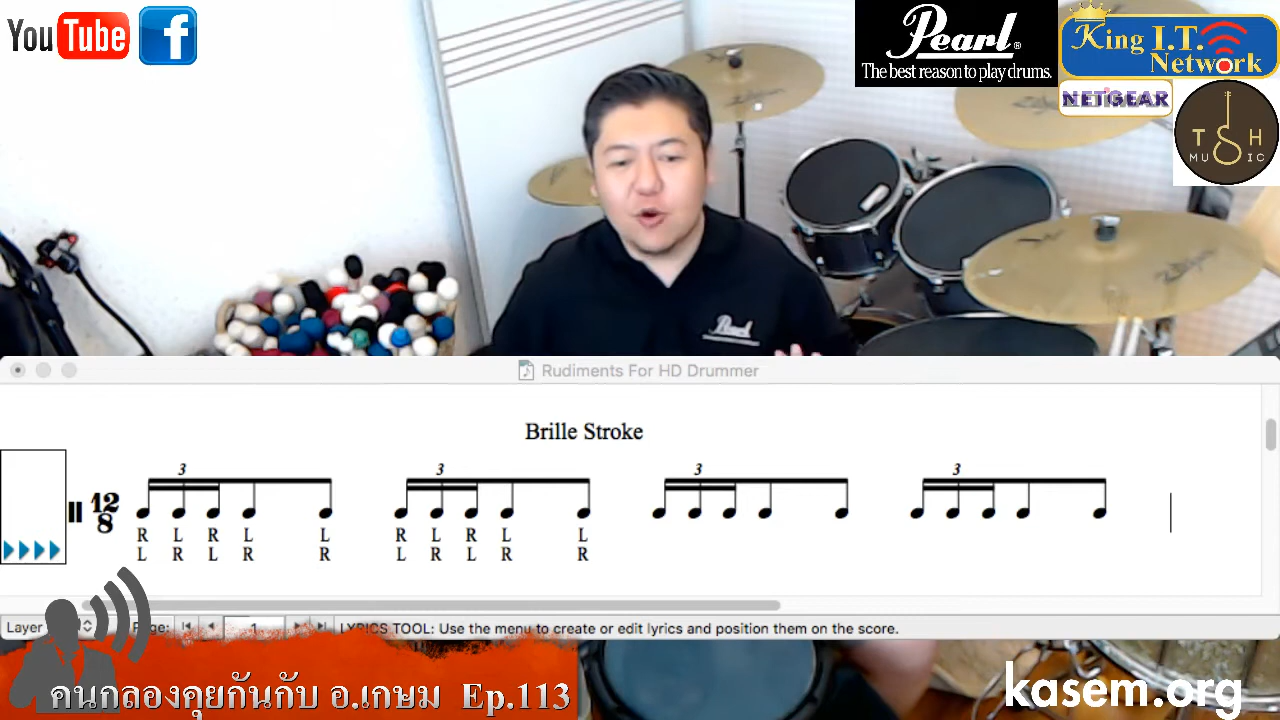 YouTube f
Pearl®
The best reason to play drums.
King I.T.
Network
NETGEAR
T S H
MUSIC
Pearl
Rudiments For HD Drummer
Brille Stroke
3 3 3 3
12
8
R L R L L R L R L L
L R L R R L R L R R
Layer Page: 1 LYRICS TOOL: Use the menu to create or edit lyrics and position them on the score.
คนกลองคุยกันกับ อ.เกษม Ep.113
kasem.org